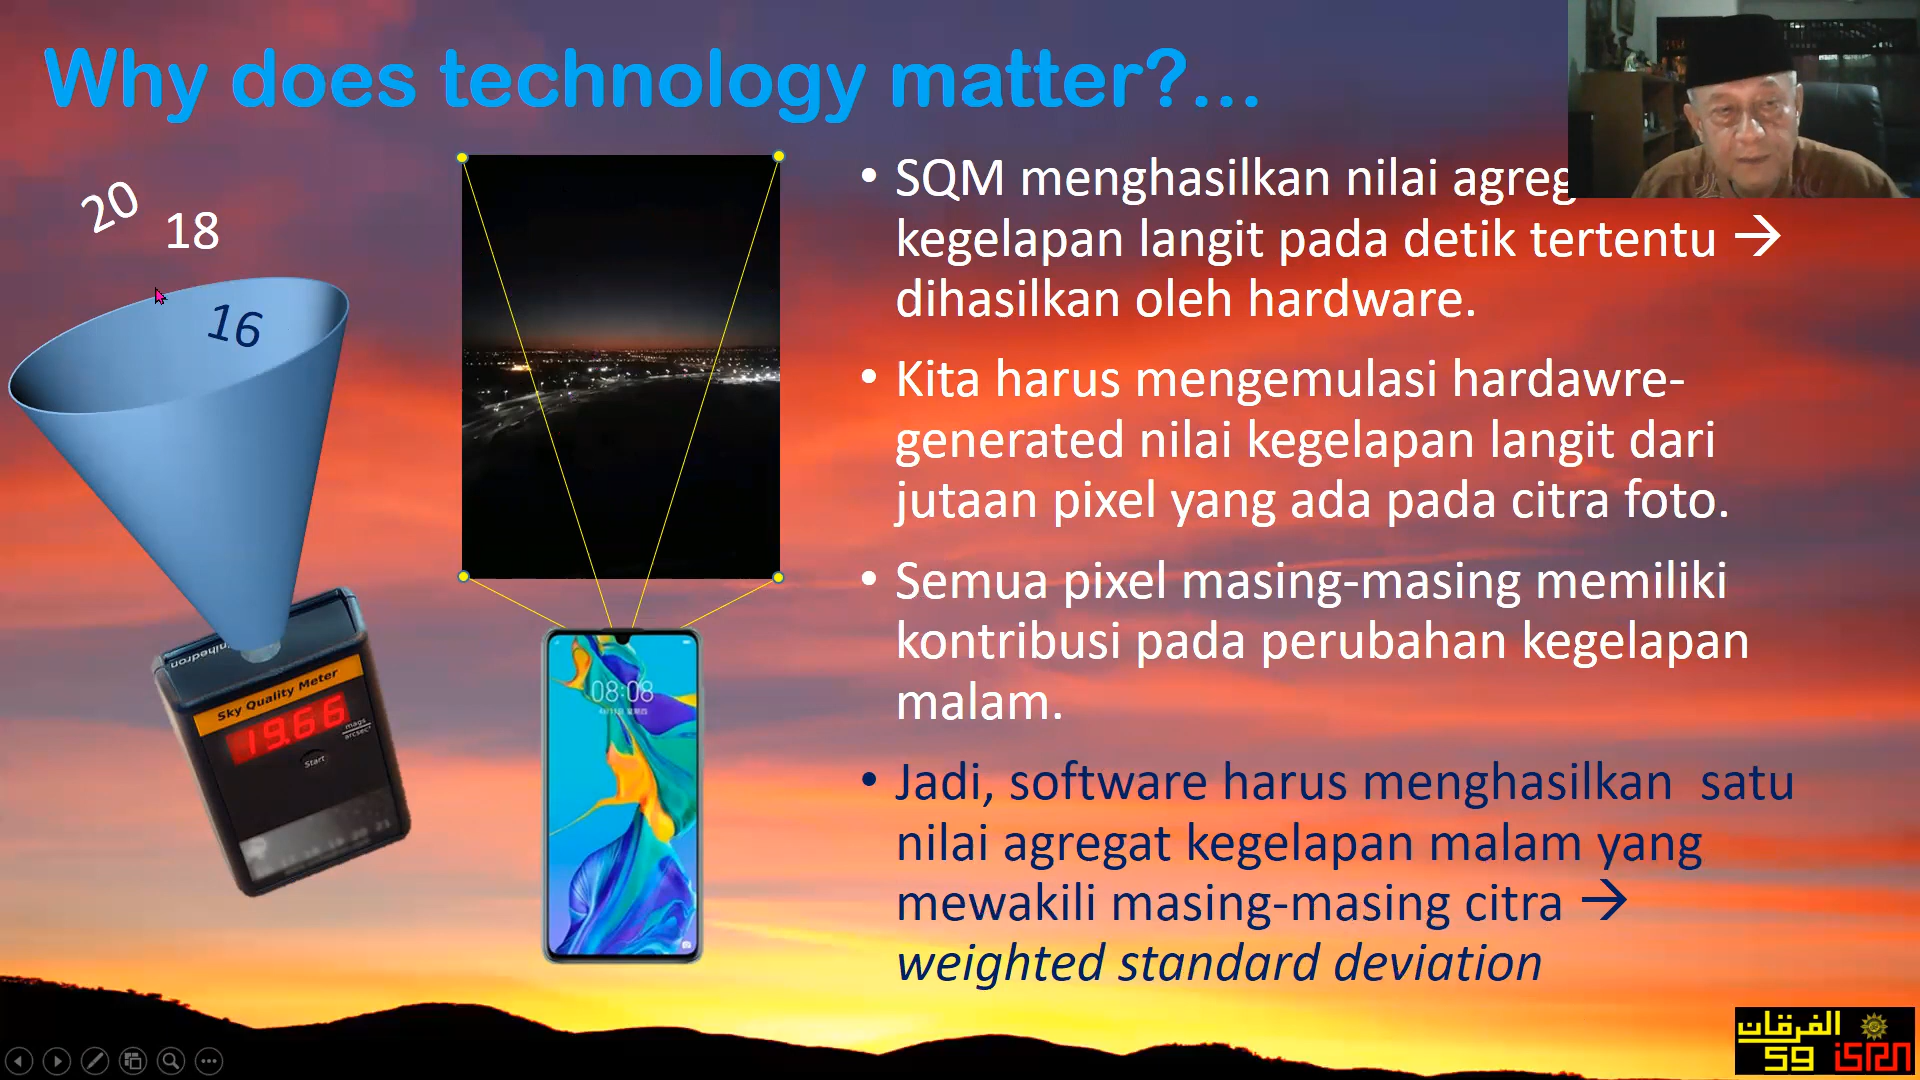 Why does technology matter?...
20
18
16
• SQM menghasilkan nilai agreg
kegelapan langit pada detik tertentu →
dihasilkan oleh hardware.
• Kita harus mengemulasi hardawre-
generated nilai kegelapan langit dari
jutaan pixel yang ada pada citra foto.
• Semua pixel masing-masing memiliki
kontribusi pada perubahan kegelapan
malam.
• Jadi, software harus menghasilkan satu
nilai agregat kegelapan malam yang
mewakili masing-masing citra →
weighted standard deviation
nihedron
Sky Quality Meter
19.66
mags
arcsec²
Start
08:08
الفرقان
59
isrn